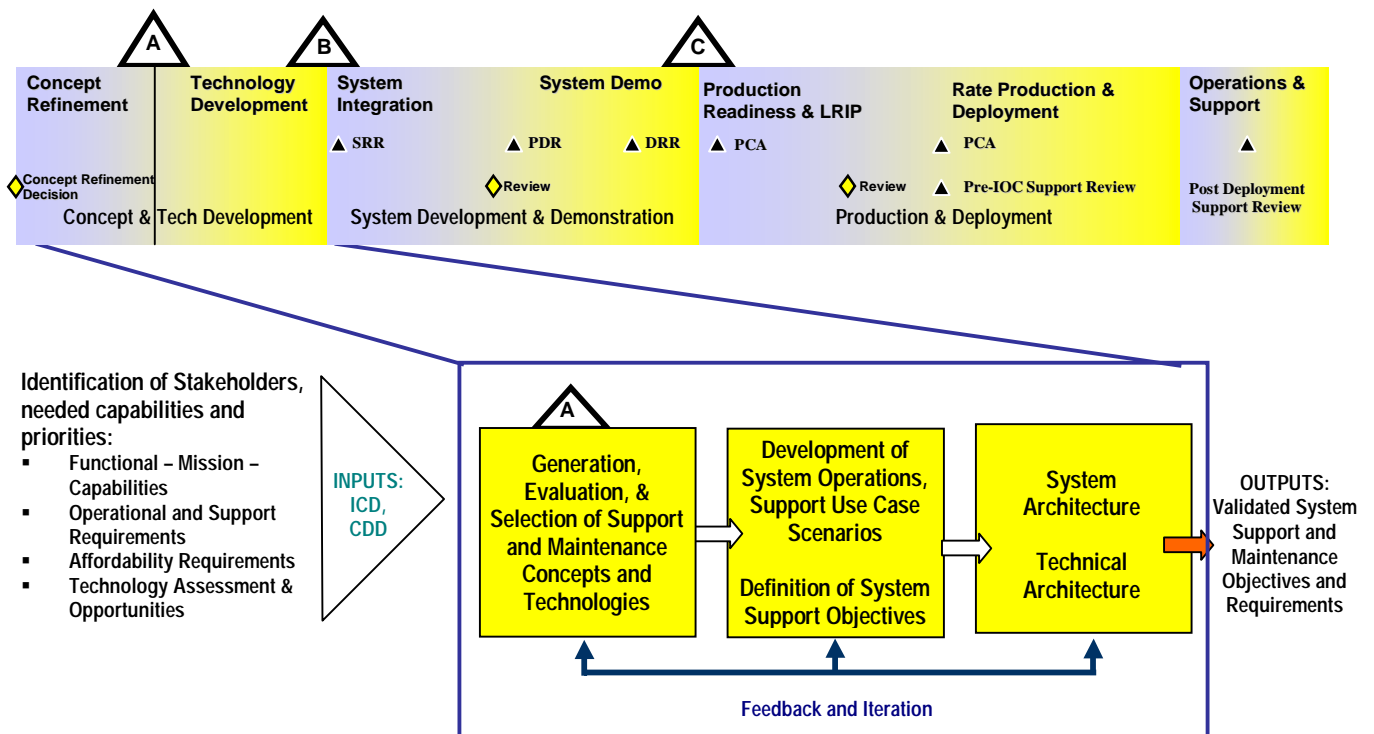 A
B
C
Concept
Refinement
Technology
Development
System
Integration
System Demo
Production
Readiness & LRIP
Rate Production &
Deployment
Operations &
Support
SRR
PDR
DRR
PCA
PCA
Concept Refinement
Decision
Review
Review
Pre-IOC Support Review
Post Deployment
Support Review
Concept & Tech Development
System Development & Demonstration
Production & Deployment
Identification of Stakeholders,
needed capabilities and
priorities:
▪ Functional – Mission –
Capabilities
▪ Operational and Support
Requirements
▪ Affordability Requirements
▪ Technology Assessment &
Opportunities
INPUTS:
ICD,
CDD
A
Generation,
Evaluation, &
Selection of Support
and Maintenance
Concepts and
Technologies
Development of
System Operations,
Support Use Case
Scenarios
Definition of System
Support Objectives
System
Architecture
Technical
Architecture
OUTPUTS:
Validated System
Support and
Maintenance
Objectives and
Requirements
Feedback and Iteration